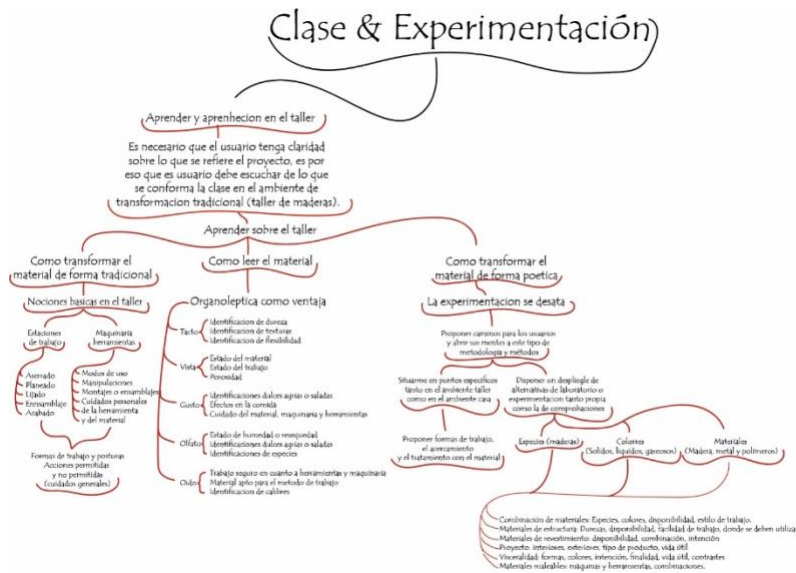 Clase & Experimentación
Aprender y aprenhecion en el taller
Es necesario que el usuario tenga claridad
sobre lo que se refiere el proyecto, es por
eso que es usuario debe escuchar de lo que
se conforma la clase en el ambiente de
transformacion tradicional (taller de maderas).
Aprender sobre el taller
Como transformar el
material de forma tradicional
Nociones basicas en el taller
Estaciones
de trabajo
Aserrado
Planeado
Lijado
Ennsamblaje
Acabado
Maquinaria
herramientas
Modos de uso
Manipulaciones
Montajes o ensamblajes
Cuidados personales
de la herramienta
y del material
Formas de trabajo y posturas
Acciones permitidas
y no permitidas
(cuidados generales)
Como leer el material
Organoleptica como ventaja
Tacto
Identificacion de dureza
Identificacion de texturas
Identificacion de flexibilidad
Vista
Estado del material
Estado del trabajo
Porosidad
Gusto
Identificaciones dulces agrias o saladas
Efectos en la comida
Cuidado del material, maquinaria y herramientas
Olfato
Estado de humedad o resequedad
Identificaciones dulces agrias o saladas
Identificaciones de especies
Oido
Trabajo seguro en cuanto a herramientas y maquinaria
Material apto para el metodo de trabajo
Identificacion de calibres
Como transformar el
material de forma poetica
La experimentacion se desata
Proponer caminos para los usuarios
y abrir sus mentes a este tipo de
metodología y métodos
Situarme en puntos especificos
tanto en el ambiente taller
como en el ambiente casa
Proponer formas de trabajo,
el acercamiento
y el tratamiento con el material
Disponer un despliegle de
alternativas de laboratorio o
experimentacion tanto propia
como la de comprobaciones
Especies (maderas)
Colores
(Solidos, liquidos, gaseosos)
Materiales
(Madera, metal y polimeros)
Combinación de materiales: Especies, colores, disponibilidad, estilo de trabajo.
Materiales de estructura: Durezas, disponibilidad, facilidad de trabajo, donde se deben utiliza
Materiales de revestimiento: disponibilidad, combinación, intención
Proyecto: interiores, exteriores, tipo de producto, vida útil
Visceralidad: formas, colores, intención, finalidad, vida útil, contrastes
Materiales maleables: maquinas y herramientas, combinaciones.